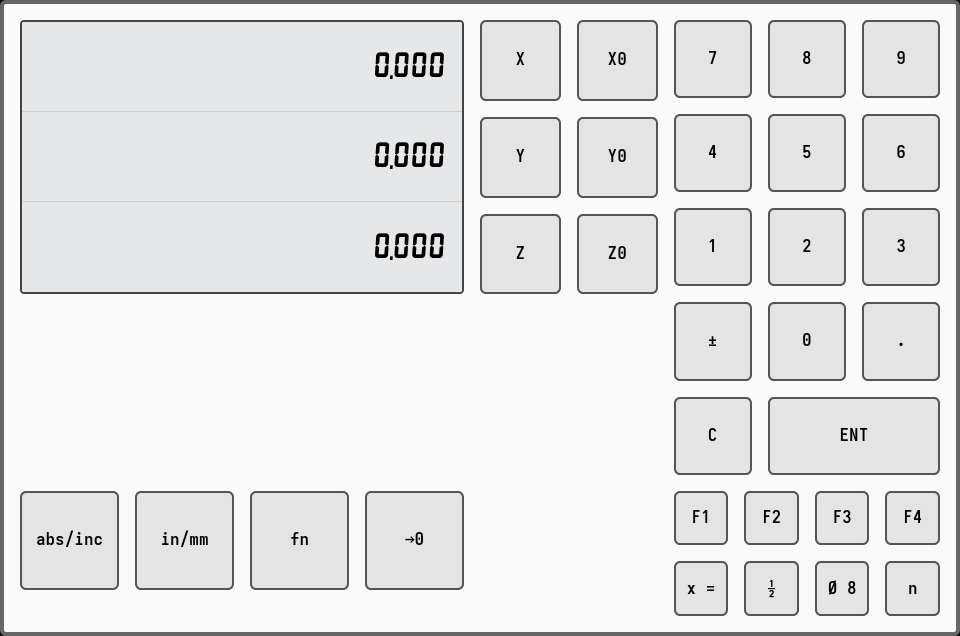 0.000
0.000
0.000
X X0
Y Y0
Z Z0
7 8 9
4 5 6
1 2 3
± 0 .
C ENT
abs/inc in/mm fn →0
F1 F2 F3 F4
x = ½ Ø 8 n